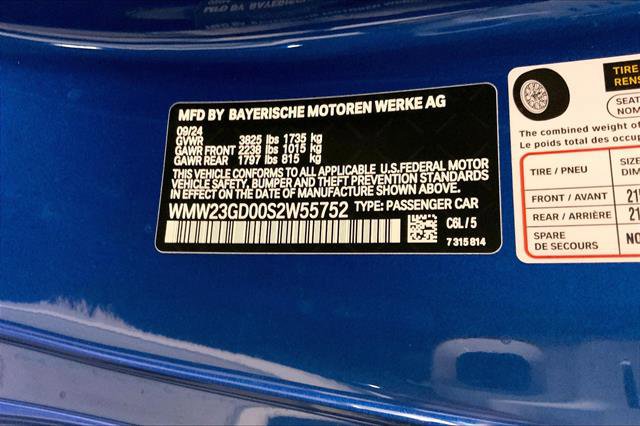 MFD BY BAYERISCHE MOTOREN WERKE AG
09/24
GVWR 3825 lbs 1735 kg
GAWR FRONT 2238 lbs 1015 kg
GAWR REAR 1797 lbs 815 kg
THIS VEHICLE CONFORMS TO ALL APPLICABLE U.S.FEDERAL MOTOR
VEHICLE SAFETY, BUMPER AND THEFT PREVENTION STANDARDS
IN EFFECT ON THE DATE OF MANUFACTURE SHOWN ABOVE.
WMW23GD00S2W55752 TYPE: PASSENGER CAR
C6L / 5
7 315 814
TIRE
SEAT
NOM
The combined weight of
Le poids total des occup
TIRE / PNEU
FRONT / AVANT
REAR / ARRIÈRE
SPARE
DE SECOURS